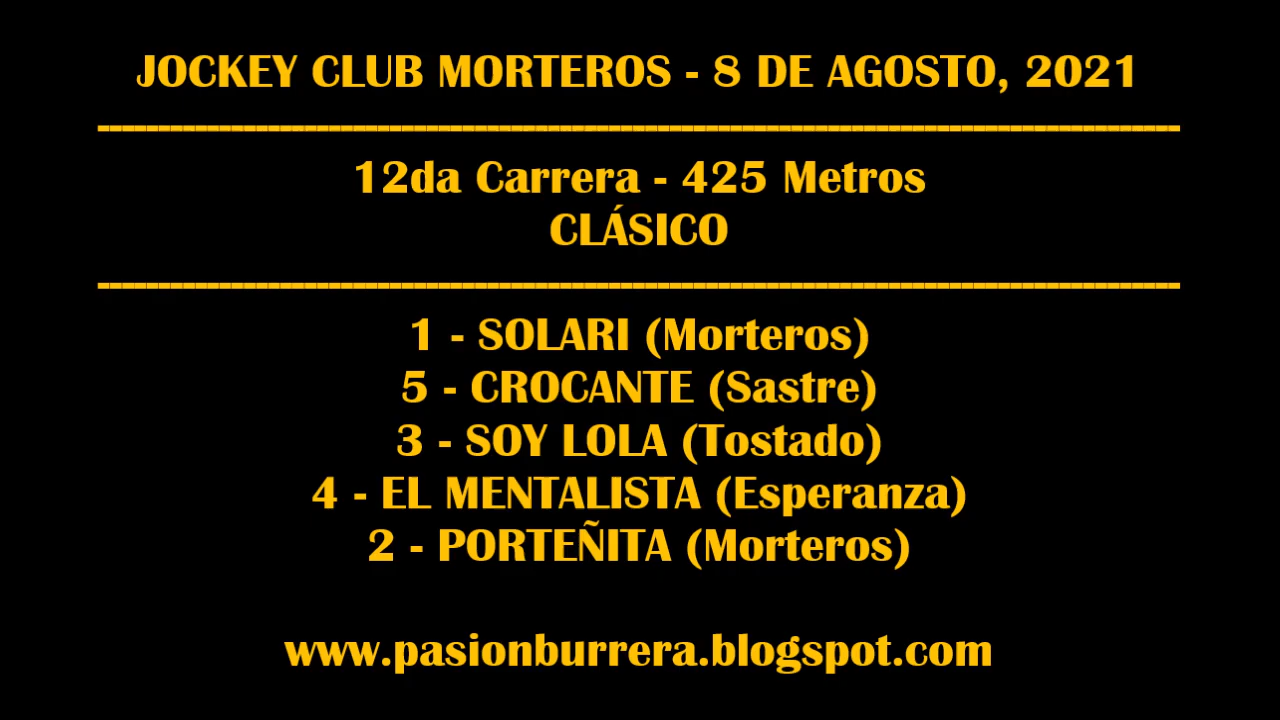 JOCKEY CLUB MORTEROS - 8 DE AGOSTO, 2021
12da Carrera - 425 Metros
CLÁSICO
1 - SOLARI (Morteros)
5 - CROCANTE (Sastre)
3 - SOY LOLA (Tostado)
4 - EL MENTALISTA (Esperanza)
2 - PORTEÑITA (Morteros)
www.pasionburrera.blogspot.com